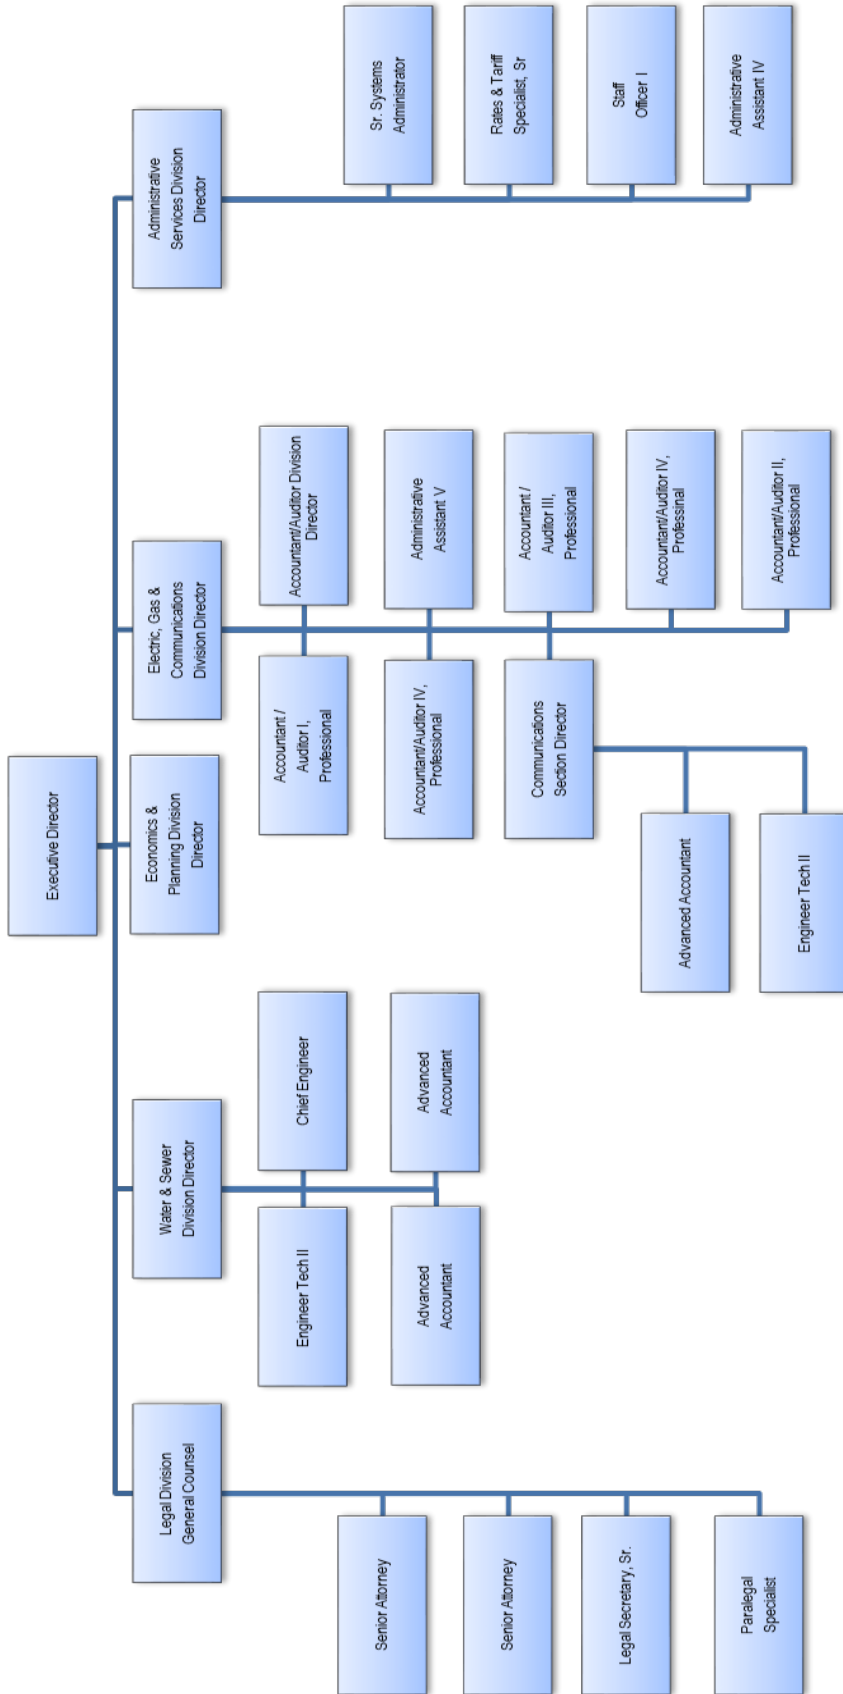 Executive Director
Legal Division
General Counsel
Water & Sewer
Division Director
Economics &
Planning Division
Director
Electric, Gas &
Communications
Division Director
Administrative
Services Division
Director
Senior Attorney
Senior Attorney
Legal Secretary, Sr.
Paralegal
Specialist
Engineer Tech II
Chief Engineer
Advanced
Accountant
Advanced
Accountant
Accountant /
Auditor I,
Professional
Accountant/Auditor Division
Director
Accountant/Auditor IV,
Professional
Administrative
Assistant V
Communications
Section Director
Accountant /
Auditor III,
Professional
Accountant/Auditor IV,
Professinal
Accountant/Auditor II,
Professional
Advanced Accountant
Engineer Tech II
Sr. Systems
Administrator
Rates & Tariff
Specialist, Sr
Staff
Officer I
Administrative
Assistant IV